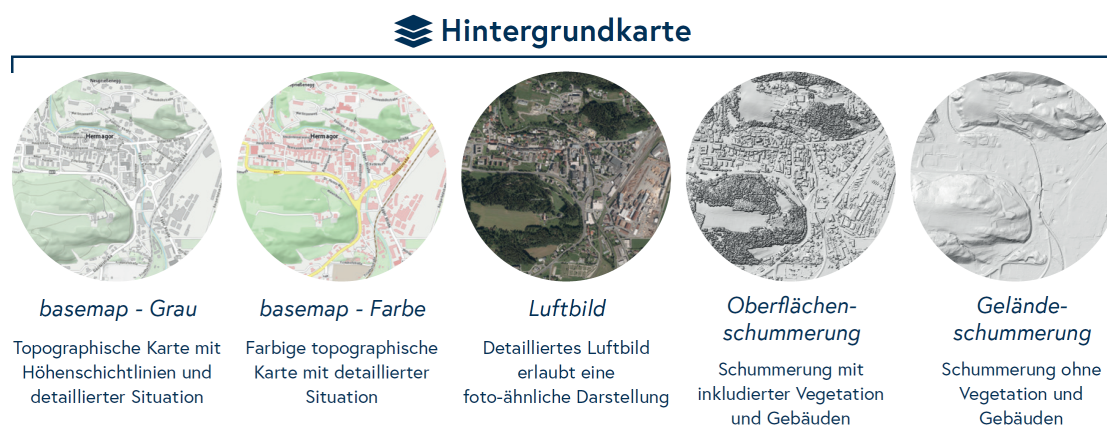 Hintergrundkarte
Hermagor
Hermagor
basemap - Grau
Topographische Karte mit
Höhenschichtlinien und
detaillierter Situation
basemap - Farbe
Farbige topographische
Karte mit detaillierter
Situation
Luftbild
Detailliertes Luftbild
erlaubt eine
foto-ähnliche Darstellung
Oberflächen-
schummerung
Schummerung mit
inkludierter Vegetation
und Gebäuden
Gelände-
schummerung
Schummerung ohne
Vegetation und
Gebäuden